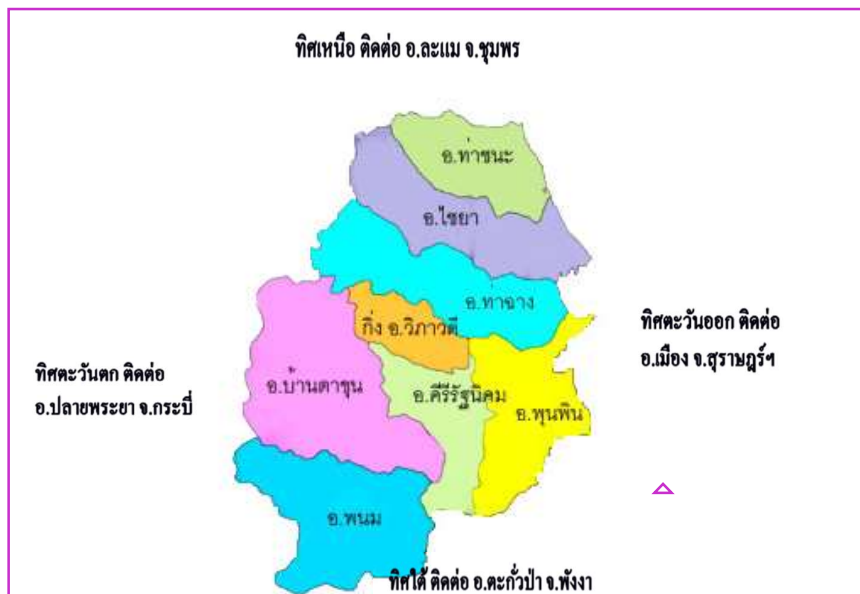 ทิศเหนือ ติดต่อ อ.ละแม จ.ชุมพร
อ.ท่าชนะ
อ.ไชยา
อ.ท่าฉาง
กิ่ง อ.วิภาวดี
ทิศตะวันออก ติดต่อ
อ.เมือง จ.สุราษฎร์ฯ
ทิศตะวันตก ติดต่อ
อ.ปลายพระยา จ.กระบี่
อ.บ้านตาขุน
อ.คีรีรัฐนิคม
อ.พุนพิน
อ.พนม
ทิศใต้ ติดต่อ อ.ตะกั่วป่า จ.พังงา